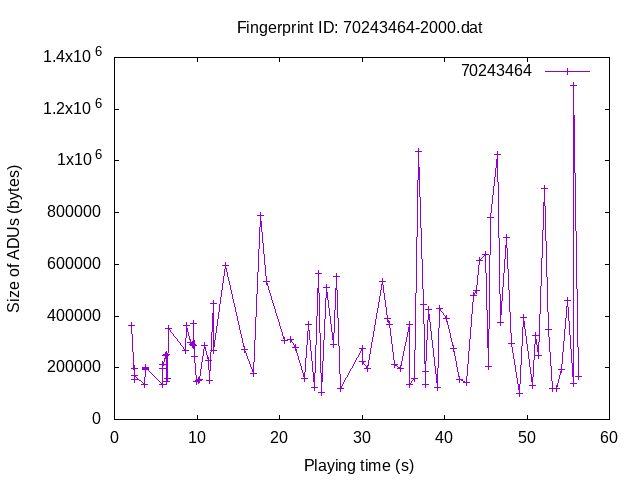 Fingerprint ID: 70243464-2000.dat
70243464
1.4x10^6
1.2x10^6
1x10^6
800000
600000
400000
200000
0
Size of ADUs (bytes)
0 10 20 30 40 50 60
Playing time (s)